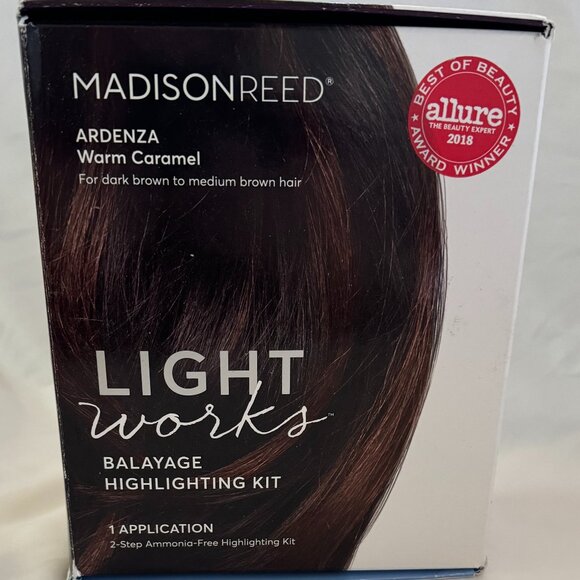 MADISONREED®
ARDENZA
Warm Caramel
For dark brown to medium brown hair
BEST OF BEAUTY
allure
THE BEAUTY EXPERT
2018
AWARD WINNER
LIGHT
works™
BALAYAGE
HIGHLIGHTING KIT
1 APPLICATION
2-Step Ammonia-Free Highlighting Kit